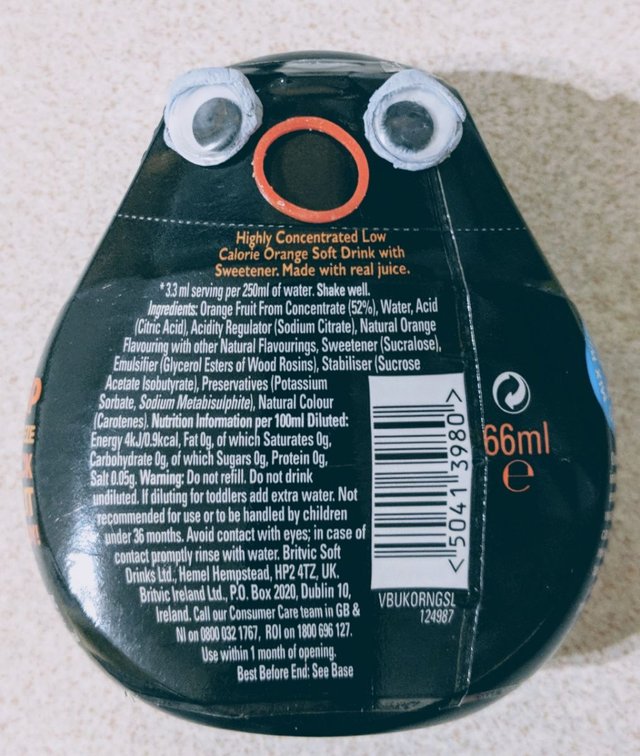 Highly Concentrated Low
Calorie Orange Soft Drink with
Sweetener. Made with real juice.
*3.3 ml serving per 250ml of water. Shake well.
Ingredients: Orange Fruit From Concentrate (52%), Water, Acid
(Citric Acid), Acidity Regulator (Sodium Citrate), Natural Orange
Flavouring with other Natural Flavourings, Sweetener (Sucralose),
Emulsifier (Glycerol Esters of Wood Rosins), Stabiliser (Sucrose
Acetate Isobutyrate), Preservatives (Potassium
Sorbate, Sodium Metabisulphite), Natural Colour
(Carotenes). Nutrition Information per 100ml Diluted:
Energy 4kJ/0.9kcal, Fat 0g, of which Saturates 0g,
Carbohydrate 0g, of which Sugars 0g, Protein 0g,
Salt 0.05g. Warning: Do not refill. Do not drink
undiluted. If diluting for toddlers add extra water. Not
recommended for use or to be handled by children
under 36 months. Avoid contact with eyes; in case of
contact promptly rinse with water. Britvic Soft
Drinks Ltd., Hemel Hempstead, HP2 4TZ, UK.
Britvic Ireland Ltd., P.O. Box 2020, Dublin 10,
Ireland. Call our Consumer Care team in GB &
NI on 0800 032 1767, ROI on 1800 696 127.
Use within 1 month of opening.
Best Before End: See Base
<5041 3980>
VBUKORNGSL
124987
66ml
e